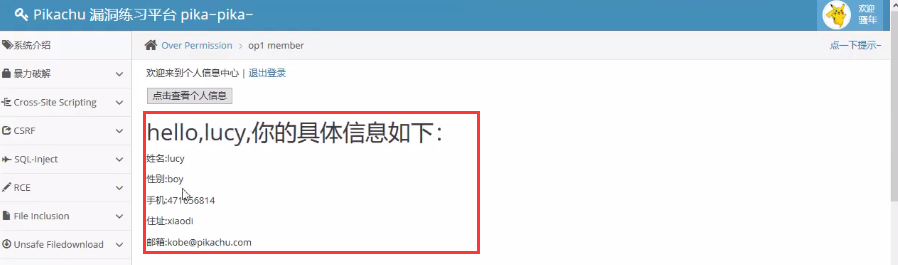 Pikachu 漏洞练习平台 pika~pika~
欢迎
骚年
系统介绍
暴力破解
Cross-Site Scripting
CSRF
SQL-Inject
RCE
File Inclusion
Unsafe Filedownload
Over Permission > op1 member
点一下提示~
欢迎来到个人信息中心 | 退出登录
点击查看个人信息
hello,lucy,你的具体信息如下：
姓名:lucy
性别:boy
手机:471656814
住址:xiaodi
邮箱:kobe@pikachu.com